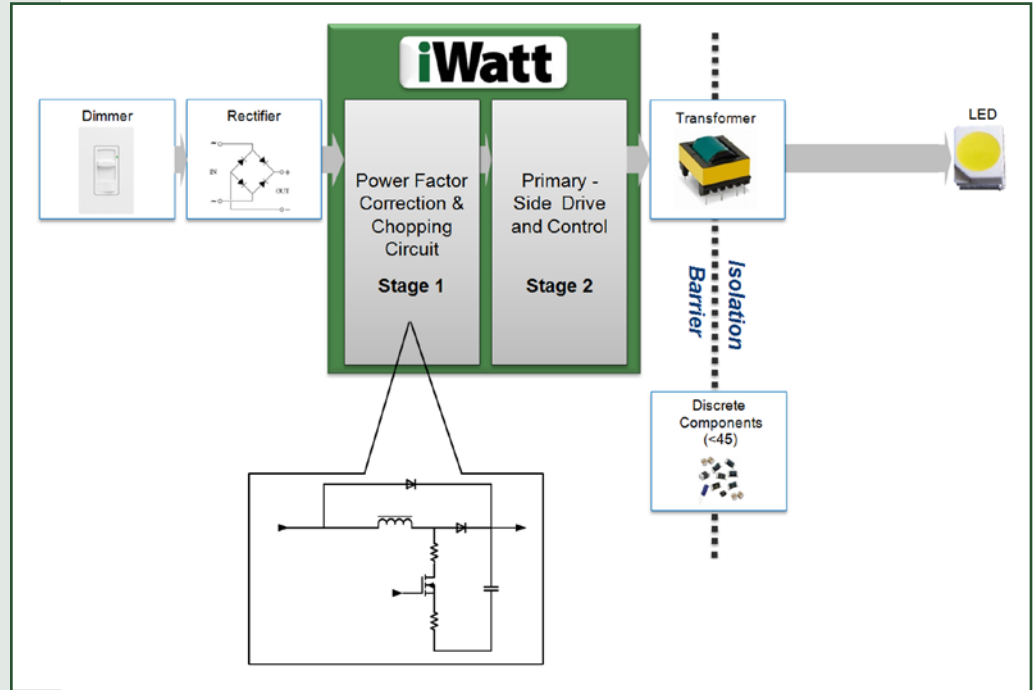 iWatt
Dimmer
Rectifier
IN
OUT
+
Power Factor
Correction &
Chopping
Circuit
Stage 1
Primary -
Side Drive
and Control
Stage 2
Transformer
LED
Isolation
Barrier
Discrete
Components
(<45)